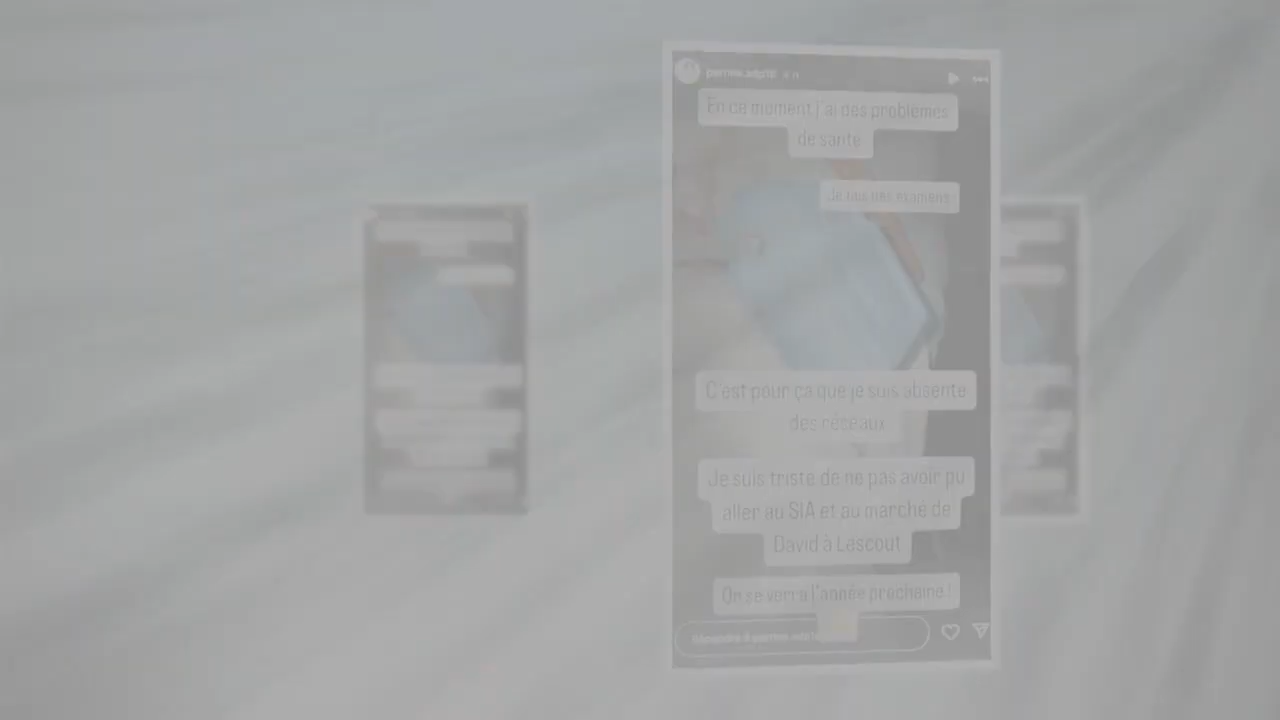 En ce moment j'ai des problèmes
de santé
Je fais des examens
C'est pour ça que je suis absente
des réseaux
Je suis triste de ne pas avoir pu
aller au SIA et au marché de
David à Lescout
On se verra l'année prochaine !